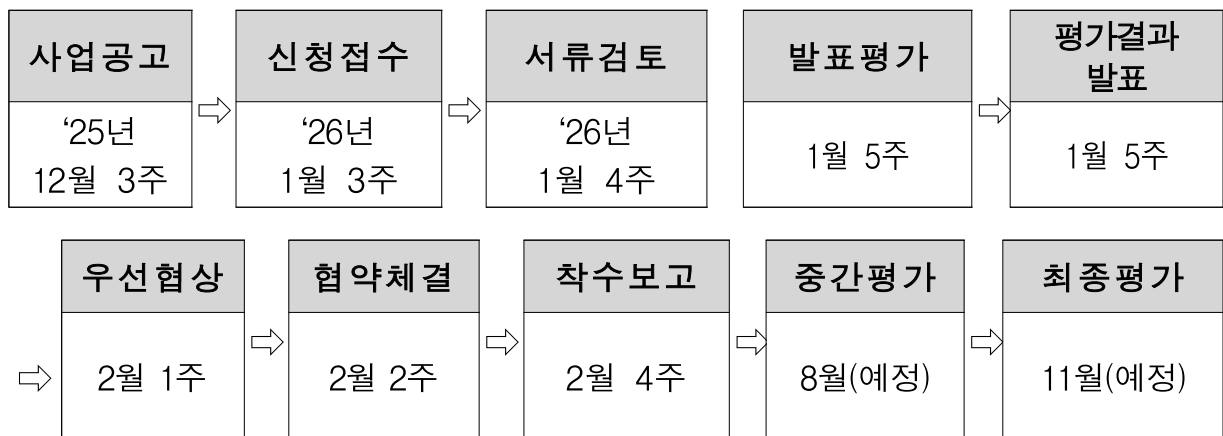 사업공고
신청접수
서류검토
발표평가
평가결과
발표
‘25년
12월 3주
‘26년
1월 3주
‘26년
1월 4주
1월 5주
1월 5주
우선협상
협약체결
착수보고
중간평가
최종평가
2월 1주
2월 2주
2월 4주
8월(예정)
11월(예정)